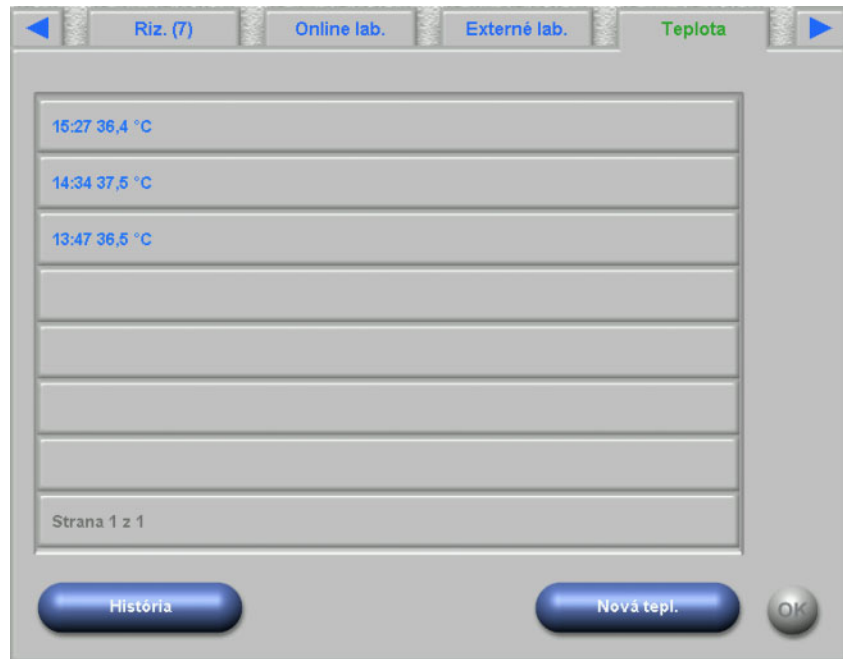 Riz. (7)
Online lab.
Externé lab.
Teplota
15:27 36,4 °C
14:34 37,5 °C
13:47 36,5 °C
Strana 1 z 1
História
Nová tepl.
OK